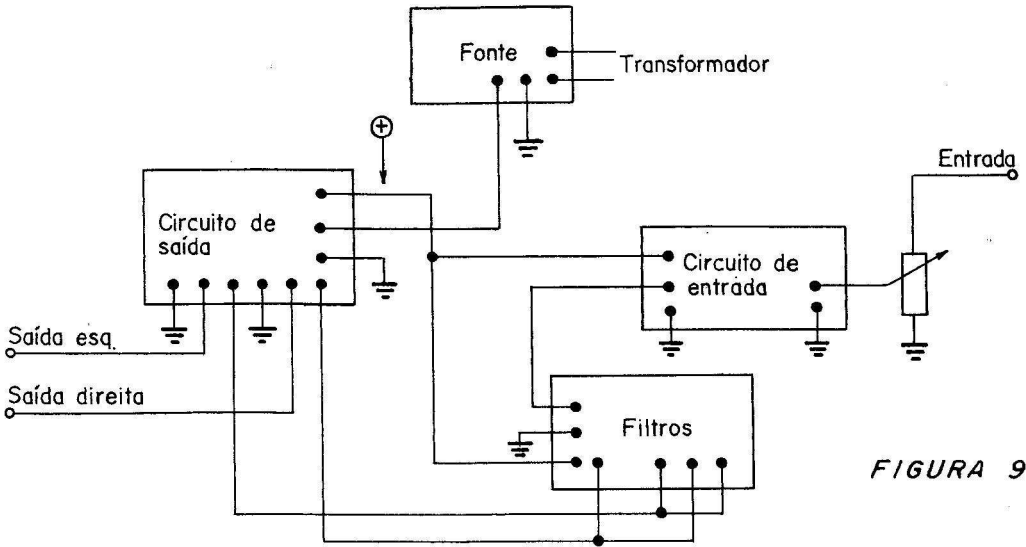 Fonte
Transformador
+
Entrada
Circuito de
saída
Circuito de
entrada
Saída esq.
Saída direita
Filtros
FIGURA 9